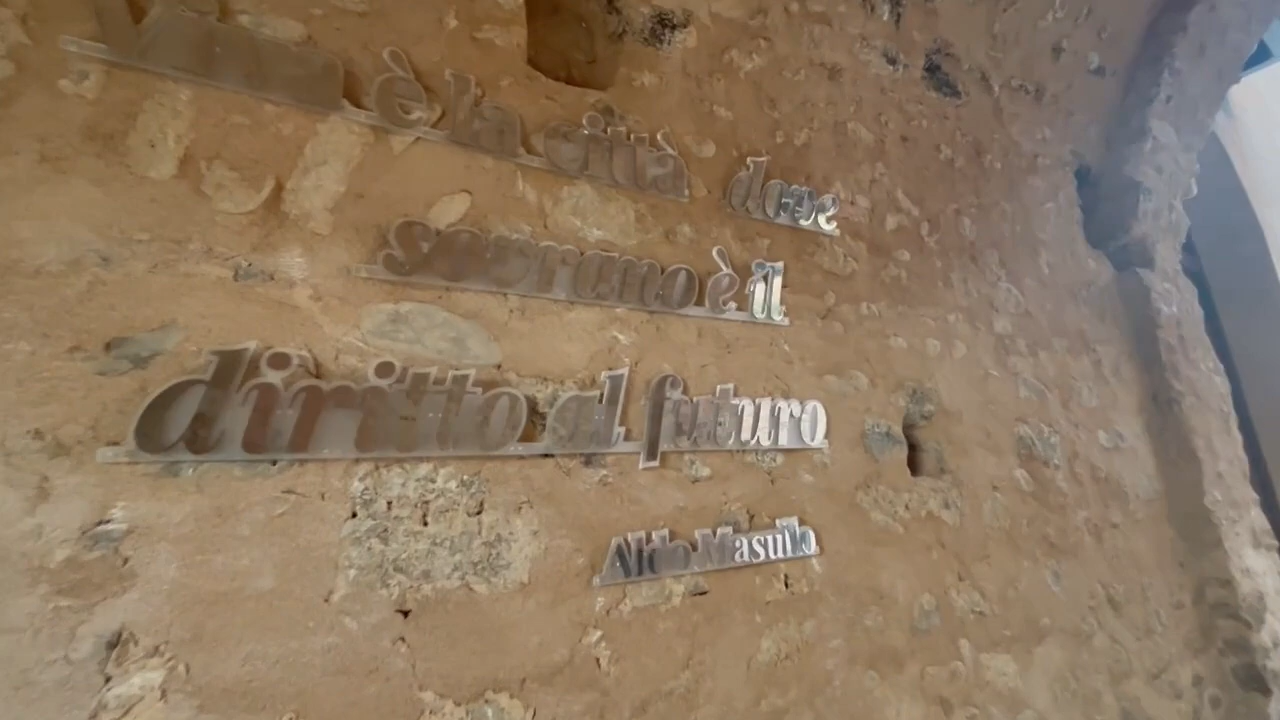 è la città dove
sovrano è il
diritto al futuro
Aldo Masullo